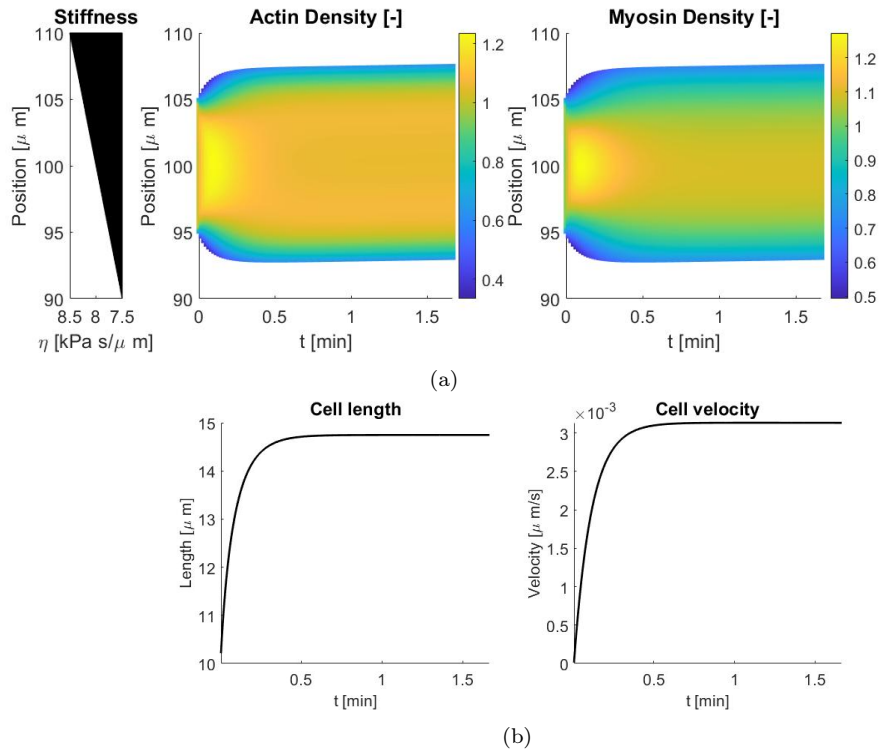 Stiffness
110
105
100
95
90
8.5 8 7.5
Position [μ m]
η [kPa s/μ m]
Actin Density [-]
110
105
100
95
90
0 0.5 1 1.5
Position [μ m]
t [min]
1.2
1
0.8
0.6
0.4
Myosin Density [-]
110
105
100
95
90
0 0.5 1 1.5
Position [μ m]
t [min]
1.2
1.1
1
0.9
0.8
0.7
0.6
0.5
(a)
Cell length
15
14
13
12
11
10
0.5 1 1.5
Length [μ m]
t [min]
×10⁻³
Cell velocity
3
2.5
2
1.5
1
0.5
0
0.5 1 1.5
Velocity [μ m/s]
t [min]
(b)